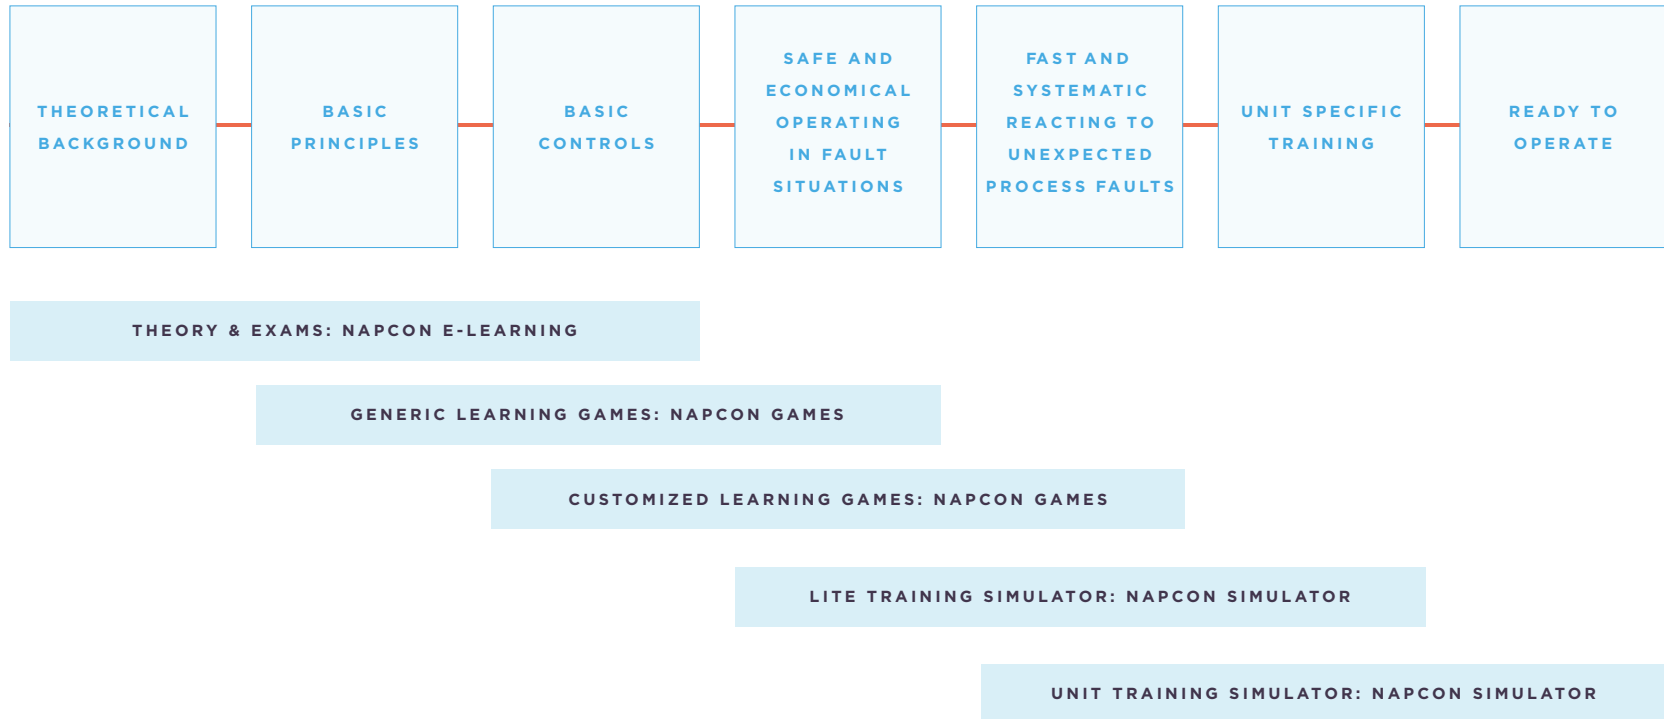 THEORETICAL
BACKGROUND
BASIC
PRINCIPLES
BASIC
CONTROLS
SAFE AND
ECONOMICAL
OPERATING
IN FAULT
SITUATIONS
FAST AND
SYSTEMATIC
REACTING TO
UNEXPECTED
PROCESS FAULTS
UNIT SPECIFIC
TRAINING
READY TO
OPERATE
THEORY & EXAMS: NAPCON E-LEARNING
GENERIC LEARNING GAMES: NAPCON GAMES
CUSTOMIZED LEARNING GAMES: NAPCON GAMES
LITE TRAINING SIMULATOR: NAPCON SIMULATOR
UNIT TRAINING SIMULATOR: NAPCON SIMULATOR